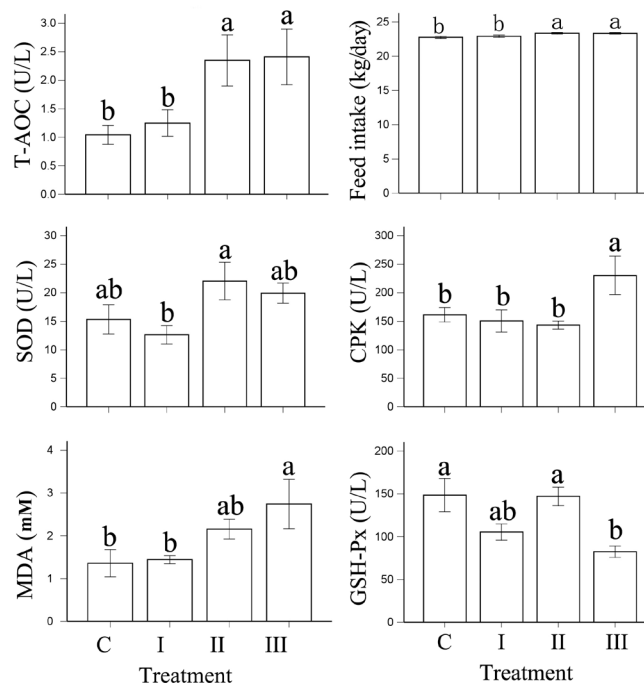 T-AOC (U/L)
3.0
2.5
2.0
1.5
1.0
0.5
0.0
b
b
a
a
Feed intake (kg/day)
25
20
15
10
5
0
b
b
a
a
SOD (U/L)
30
25
20
15
10
5
0
ab
b
a
ab
CPK (U/L)
300
250
200
150
100
50
0
b
b
b
a
MDA (mM)
4
3
2
1
0
b
b
ab
a
C I II III
Treatment
GSH-Px (U/L)
200
150
100
50
0
a
ab
a
b
C I II III
Treatment